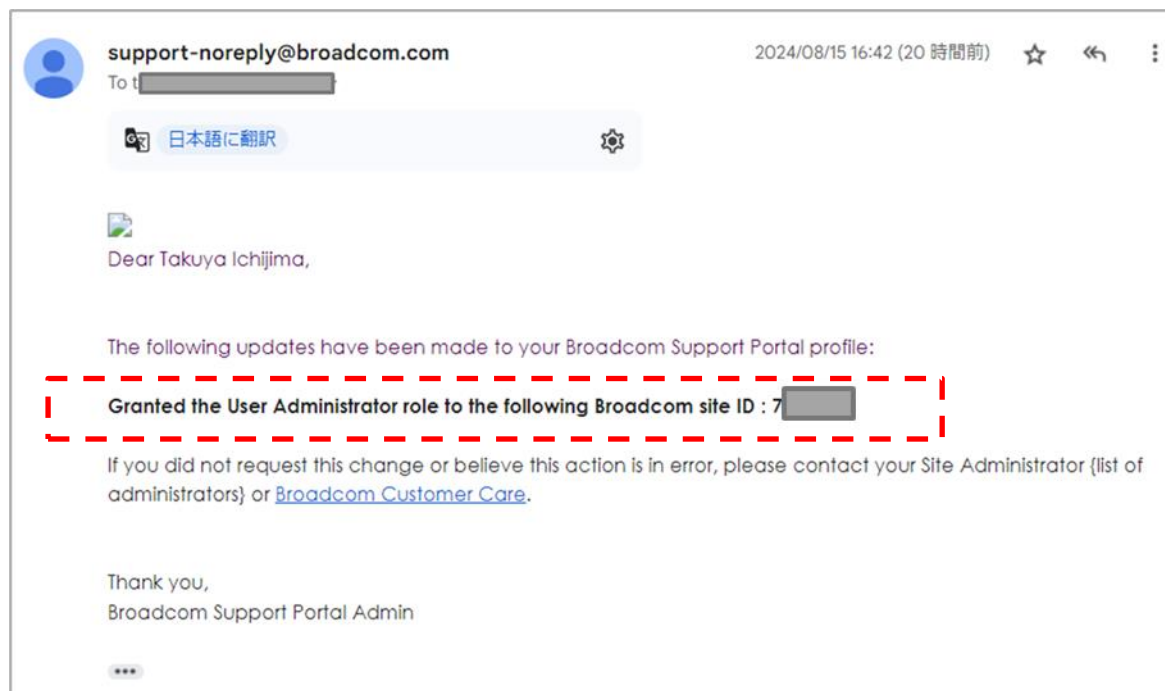 support-noreply@broadcom.com
2024/08/15 16:42 (20 時間前)
To t
日本語に翻訳
Dear Takuya Ichijima,
The following updates have been made to your Broadcom Support Portal profile:
Granted the User Administrator role to the following Broadcom site ID : 7
If you did not request this change or believe this action is in error, please contact your Site Administrator {list of
administrators} or Broadcom Customer Care.
Thank you,
Broadcom Support Portal Admin